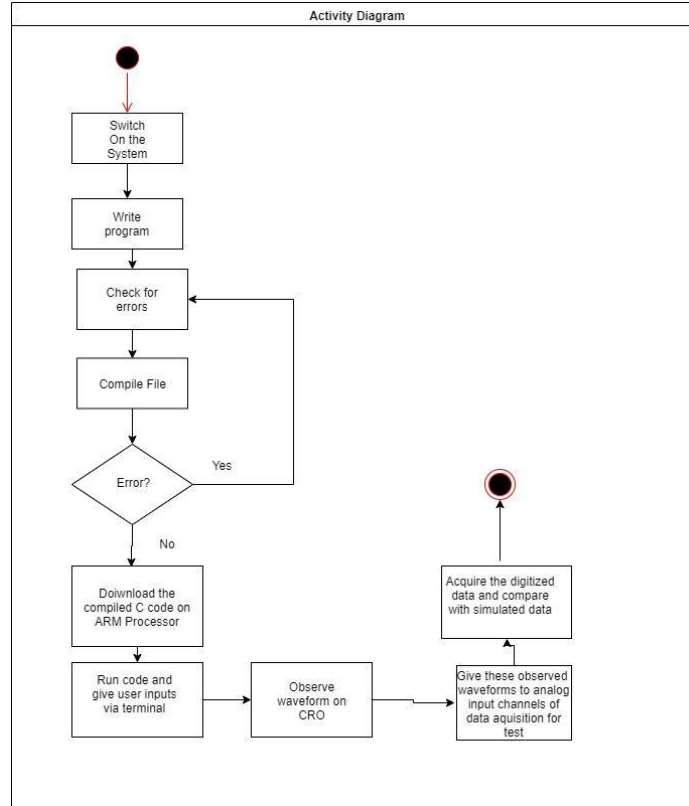 Activity Diagram
Switch
On the
System
Write
program
Check for
errors
Compile File
Error?
Yes
No
Doiwnload the
compiled C code on
ARM Processor
Run code and
give user inputs
via terminal
Observe
waveform on
CRO
Give these observed
waveforms to analog
input channels of
data aquisition for
test
Acquire the digitized
data and compare
with simulated data